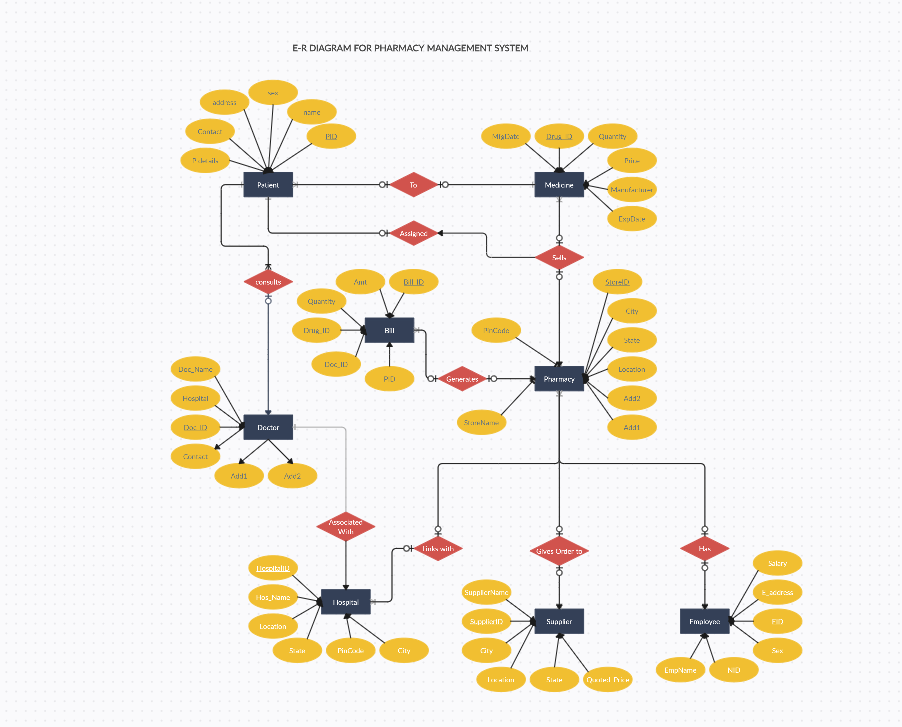 E-R DIAGRAM FOR PHARMACY MANAGEMENT SYSTEM
sex
address
name
Contact
PID
P.details
Patient
MfgDate
Drug_ID
Quantity
Price
Manufacturer
ExpDate
Medicine
To
Assigned
Sells
consults
Amt
Bill_ID
Quantity
Drug_ID
Doc_ID
PID
Bill
Generates
PinCode
StoreName
Pharmacy
StoreID
City
State
Location
Add2
Add1
Doc_Name
Hospital
Doc_ID
Contact
Add1
Add2
Doctor
Associated
With
Links with
Gives Order to
Has
HospitalID
Hos_Name
Location
State
PinCode
City
Hospital
SupplierName
SupplierID
City
Location
State
Quoted_Price
Supplier
Salary
E_address
EID
Sex
EmpName
NID
Employee